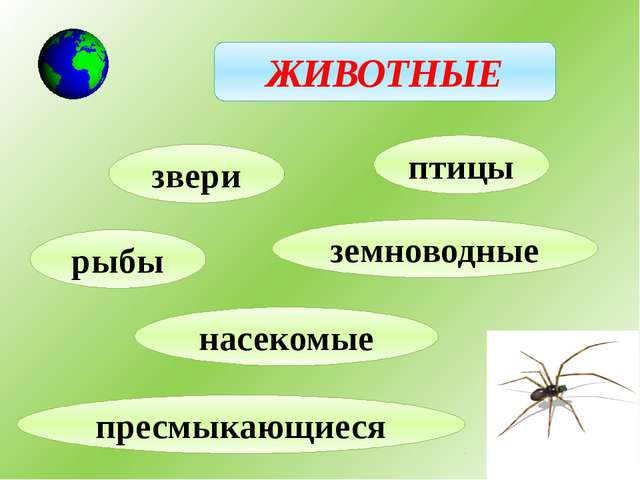 ЖИВОТНЫЕ
звери
птицы
рыбы
земноводные
насекомые
пресмыкающиеся